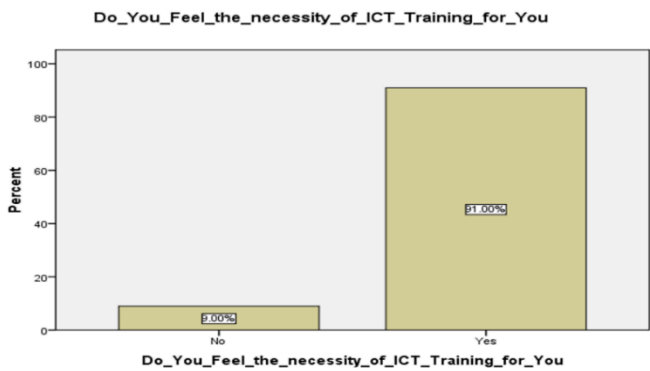 Do_You_Feel_the_necessity_of_ICT_Training_for_You
100
80
60
40
20
0
Percent
91.00%
9.00%
No Yes
Do_You_Feel_the_necessity_of_ICT_Training_for_You